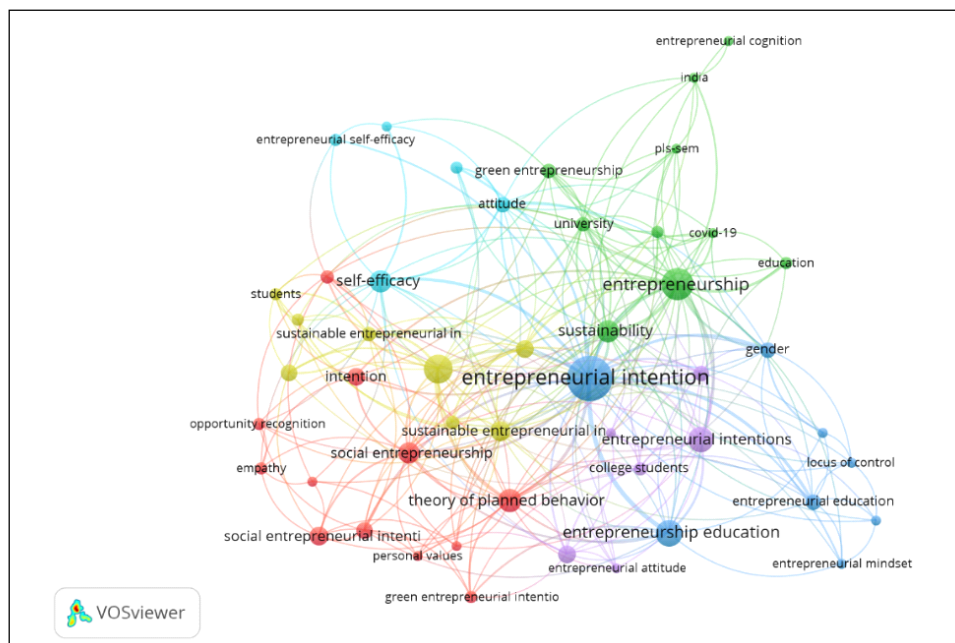 entrepreneurial cognition
india
entrepreneurial self-efficacy
pls-sem
green entrepreneurship
attitude
university
covid-19
education
self-efficacy
entrepreneurship
students
sustainable entrepreneurial in
sustainability
gender
intention
entrepreneurial intention
opportunity recognition
sustainable entrepreneurial in
entrepreneurial intentions
social entrepreneurship
empathy
college students
locus of control
theory of planned behavior
entrepreneurial education
social entrepreneurial intenti
entrepreneurship education
personal values
entrepreneurial attitude
entrepreneurial mindset
green entrepreneurial intentio
VOSviewer